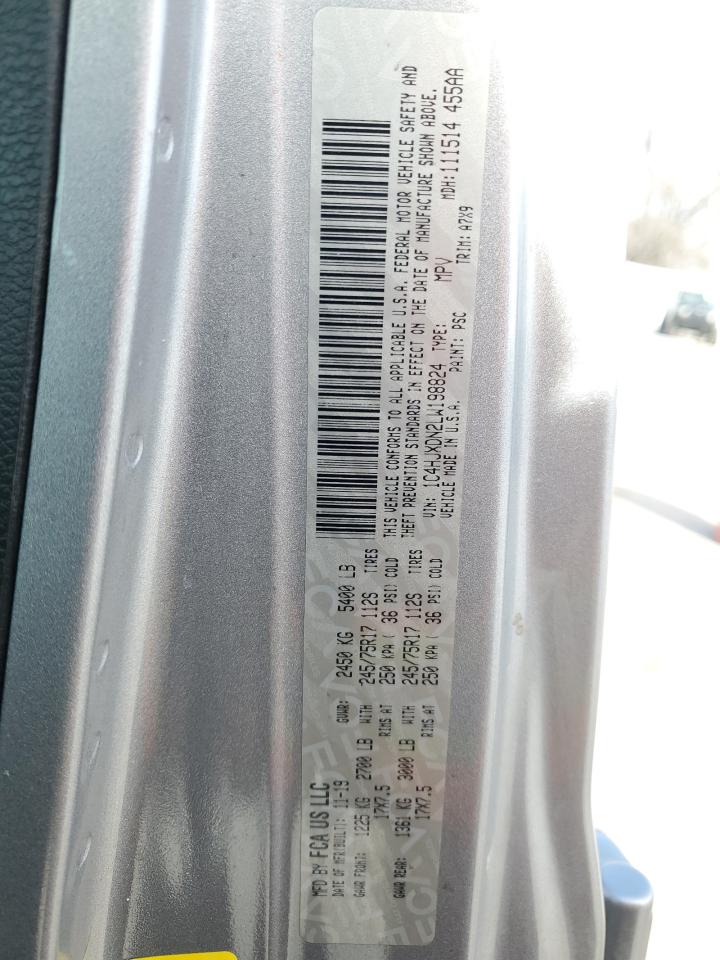 MFD BY FCA US LLC
DATE OF MFR(BUILT): 11-19 GVWR: 2450 KG 5400 LB
GAWR FRONT: 1225 KG 2700 LB WITH 245/75R17 112S TIRES
17X7.5 RIMS AT 250 KPA ( 36 PSI) COLD
GAWR REAR: 1361 KG 3000 LB WITH 245/75R17 112S TIRES
17X7.5 RIMS AT 250 KPA ( 36 PSI) COLD
THIS VEHICLE CONFORMS TO ALL APPLICABLE U.S.A. FEDERAL MOTOR VEHICLE SAFETY AND
THEFT PREVENTION STANDARDS IN EFFECT ON THE DATE OF MANUFACTURE SHOWN ABOVE.
VIN: 1C4HJXDN2LW198824 TYPE: MPV MDH:111514 455AA
VEHICLE MADE IN U.S.A. PAINT: PSC TRIM: A7X9